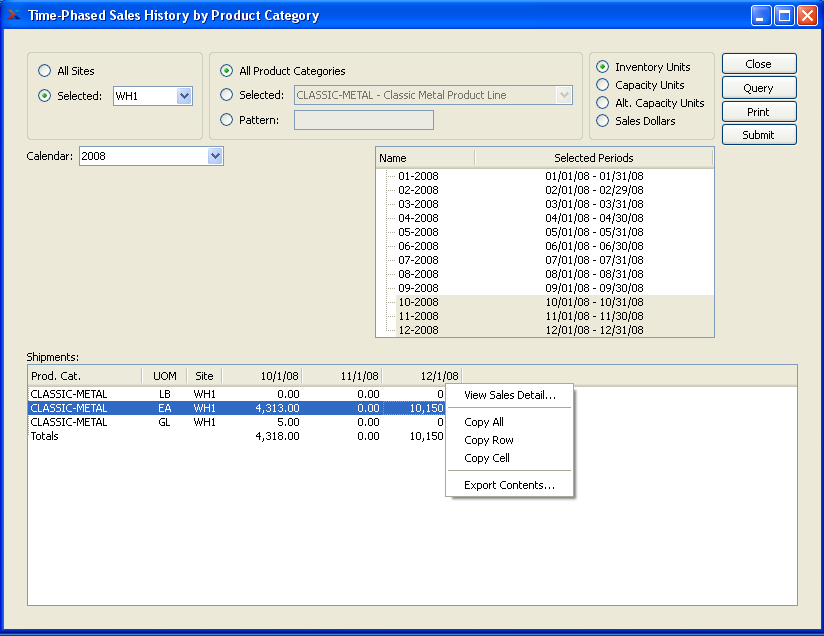 Time-Phased Sales History by Product Category
All Sites
Selected: WH1
All Product Categories
Selected: CLASSIC-METAL - Classic Metal Product Line
Pattern:
Inventory Units
Capacity Units
Alt. Capacity Units
Sales Dollars
Close
Query
Print
Submit
Calendar: 2008
Name Selected Periods
01-2008 01/01/08 - 01/31/08
02-2008 02/01/08 - 02/29/08
03-2008 03/01/08 - 03/31/08
04-2008 04/01/08 - 04/30/08
05-2008 05/01/08 - 05/31/08
06-2008 06/01/08 - 06/30/08
07-2008 07/01/08 - 07/31/08
08-2008 08/01/08 - 08/31/08
09-2008 09/01/08 - 09/30/08
10-2008 10/01/08 - 10/31/08
11-2008 11/01/08 - 11/30/08
12-2008 12/01/08 - 12/31/08
Shipments:
Prod. Cat. UOM Site 10/1/08 11/1/08 12/1/08
CLASSIC-METAL LB WH1 0.00 0.00 0
CLASSIC-METAL EA WH1 4,313.00 0.00 10,150
CLASSIC-METAL GL WH1 5.00 0.00 0
Totals 4,318.00 0.00 10,150
View Sales Detail...
Copy All
Copy Row
Copy Cell
Export Contents...